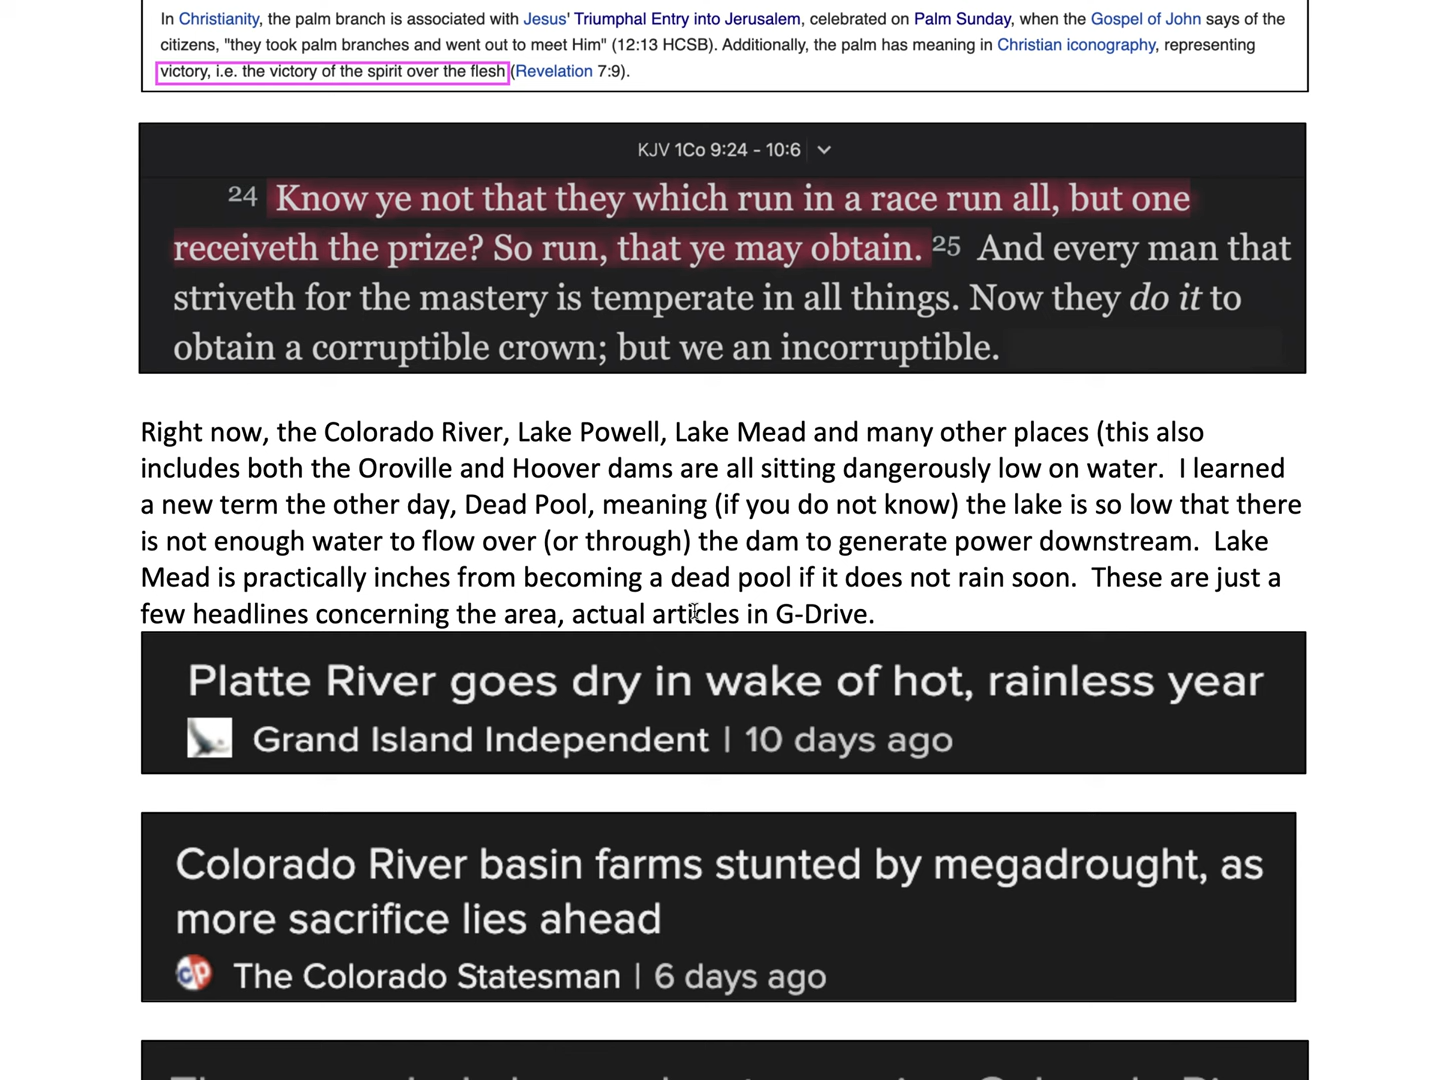 In Christianity, the palm branch is associated with Jesus' Triumphal Entry into Jerusalem, celebrated on Palm Sunday, when the Gospel of John says of the
citizens, "they took palm branches and went out to meet Him" (12:13 HCSB). Additionally, the palm has meaning in Christian iconography, representing
victory, i.e. the victory of the spirit over the flesh (Revelation 7:9).
KJV 1Co 9:24 - 10:6
24 Know ye not that they which run in a race run all, but one
receiveth the prize? So run, that ye may obtain. 25 And every man that
striveth for the mastery is temperate in all things. Now they do it to
obtain a corruptible crown; but we an incorruptible.
Right now, the Colorado River, Lake Powell, Lake Mead and many other places (this also
includes both the Oroville and Hoover dams are all sitting dangerously low on water.  I learned
a new term the other day, Dead Pool, meaning (if you do not know) the lake is so low that there
is not enough water to flow over (or through) the dam to generate power downstream.  Lake
Mead is practically inches from becoming a dead pool if it does not rain soon.  These are just a
few headlines concerning the area, actual articles in G-Drive.
Platte River goes dry in wake of hot, rainless year
Grand Island Independent | 10 days ago
Colorado River basin farms stunted by megadrought, as
more sacrifice lies ahead
The Colorado Statesman | 6 days ago